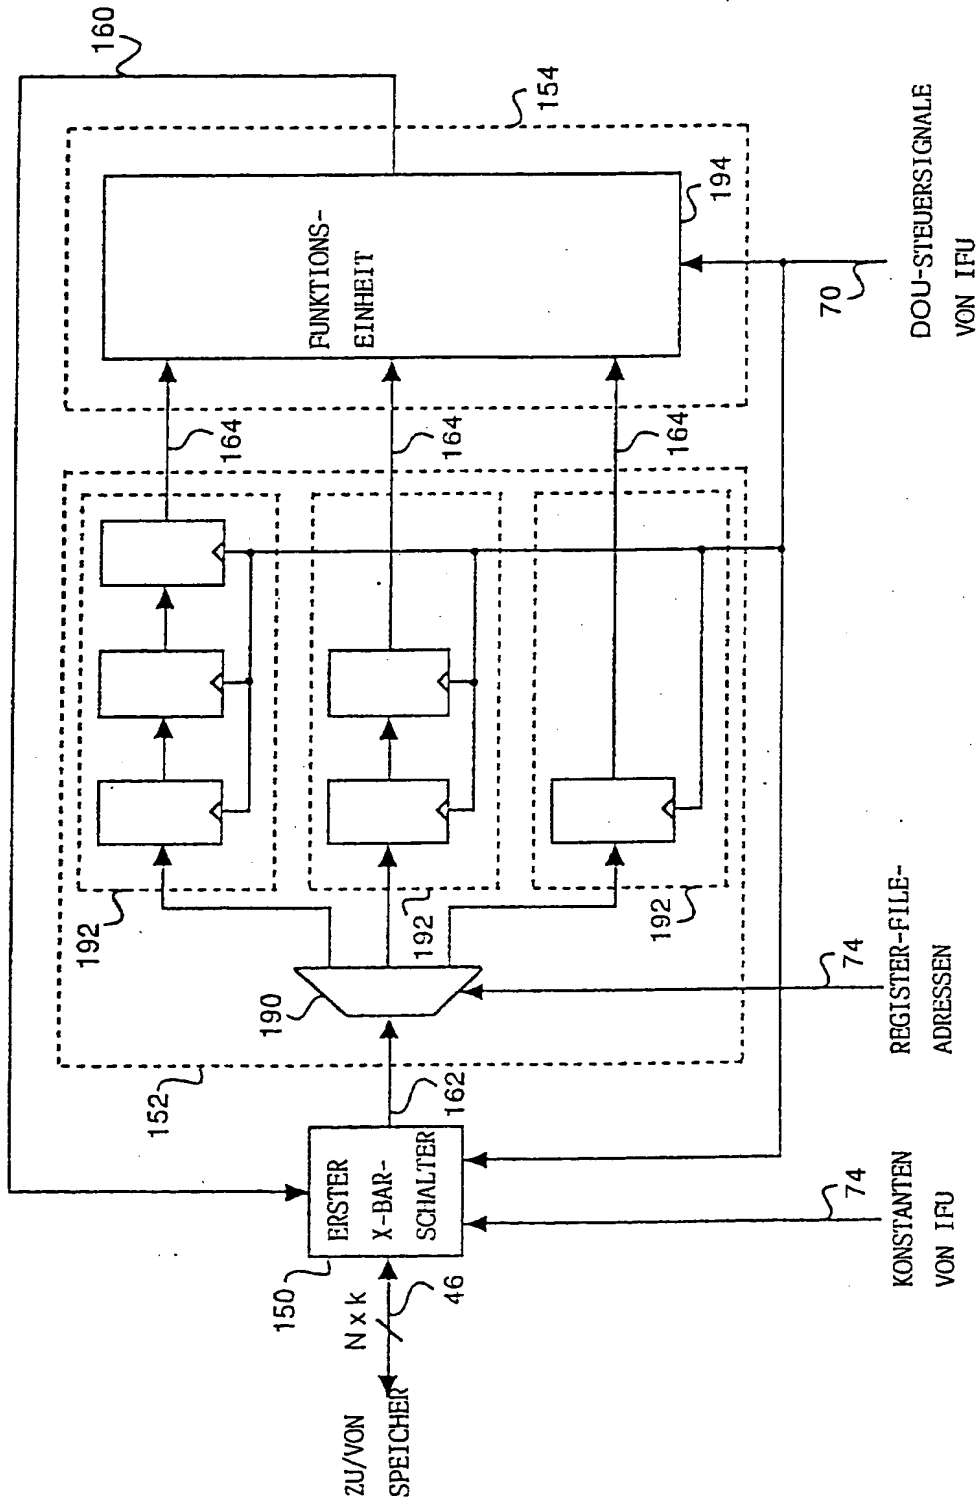 160
154
FUNKTIONS-
EINHEIT
194
70
DOU-STEUERSIGNALE
VON IFU
164
164
164
192
192
192
190
74
REGISTER-FILE-
ADRESSEN
152
162
ERSTER
X-BAR-
SCHALTER
150
74
KONSTANTEN
VON IFU
N x k
46
ZU/VON
SPEICHER